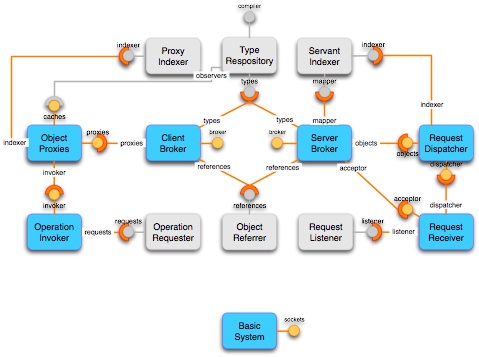 compiler
indexer
Proxy
Indexer
Type
Respository
Servant
Indexer
indexer
observers
types
mapper
caches
indexer
types
types
mapper
indexer
Object
Proxies
proxies
proxies
Client
Broker
broker
broker
Server
Broker
objects
objects
Request
Dispatcher
invoker
references
references
acceptor
dispatcher
invoker
references
acceptor
dispatcher
Operation
Invoker
requests
requests
Operation
Requester
Object
Referrer
Request
Listener
listener
listener
Request
Receiver
Basic
System
sockets